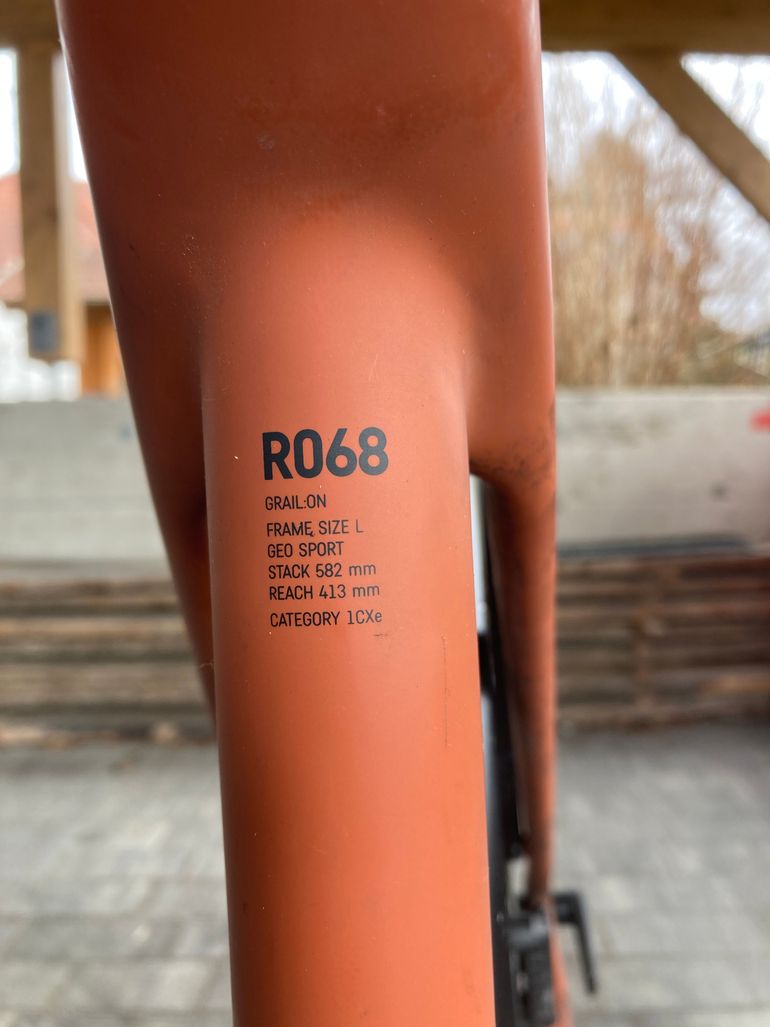 R068
GRAIL:ON
FRAME SIZE L
GEO SPORT
STACK 582 mm
REACH 413 mm
CATEGORY 1CXe